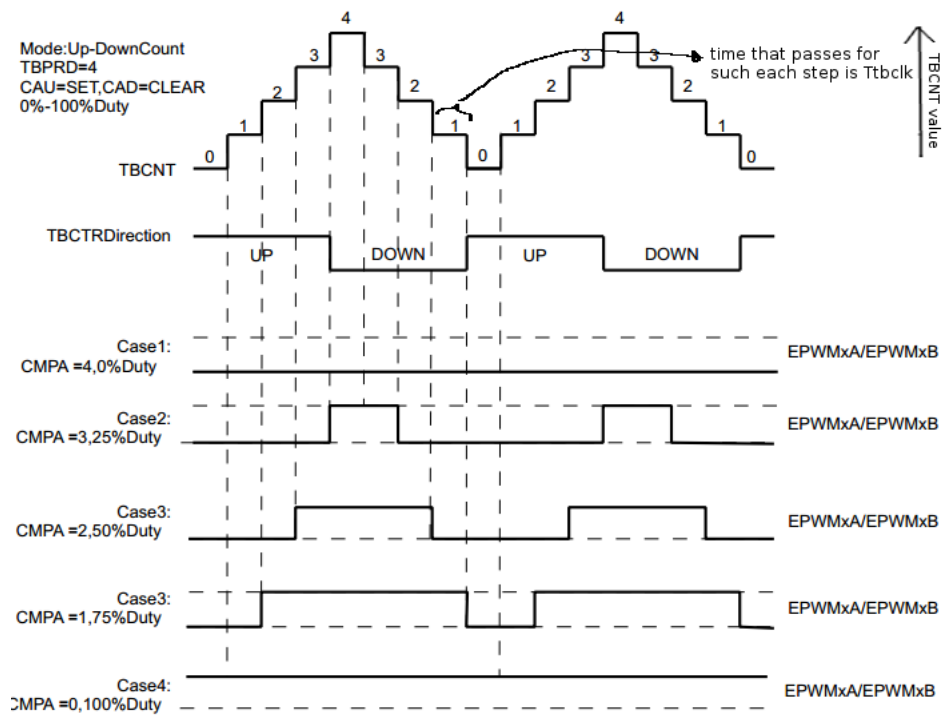 Mode:Up-DownCount
TBPRD=4
CAU=SET,CAD=CLEAR
0%-100%Duty
time that passes for
such each step is Ttbclk
TBCNT value
4
3
3
2
2
1
1
0
0
4
3
3
2
2
1
1
0
TBCNT
TBCTRDirection
UP
DOWN
UP
DOWN
Case1:
CMPA =4,0%Duty
EPWMxA/EPWMxB
Case2:
CMPA =3,25%Duty
EPWMxA/EPWMxB
Case3:
CMPA =2,50%Duty
EPWMxA/EPWMxB
Case3:
CMPA =1,75%Duty
EPWMxA/EPWMxB
Case4:
CMPA =0,100%Duty
EPWMxA/EPWMxB